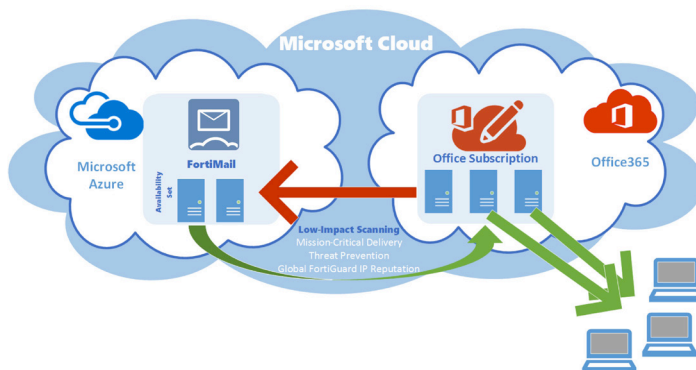 Microsoft Cloud
Microsoft
Azure
FortiMail
Availability
Set
Office Subscription
Office365
Low-Impact Scanning
Mission-Critical Delivery
Threat Prevention
Global FortiGuard IP Reputation